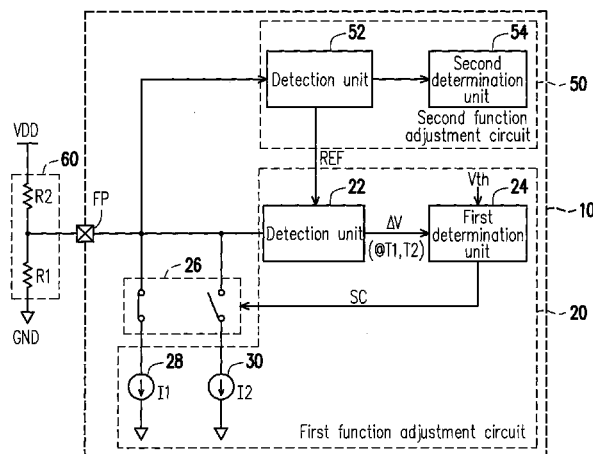 52
54
Detection unit
Second
determination
unit
50
Second function
adjustment circuit
VDD
60
REF
Vth
R2
FP
22
24
10
Detection unit
ΔV
(@T1,T2)
First
determination
unit
R1
26
SC
20
GND
28
30
I1
I2
First function adjustment circuit